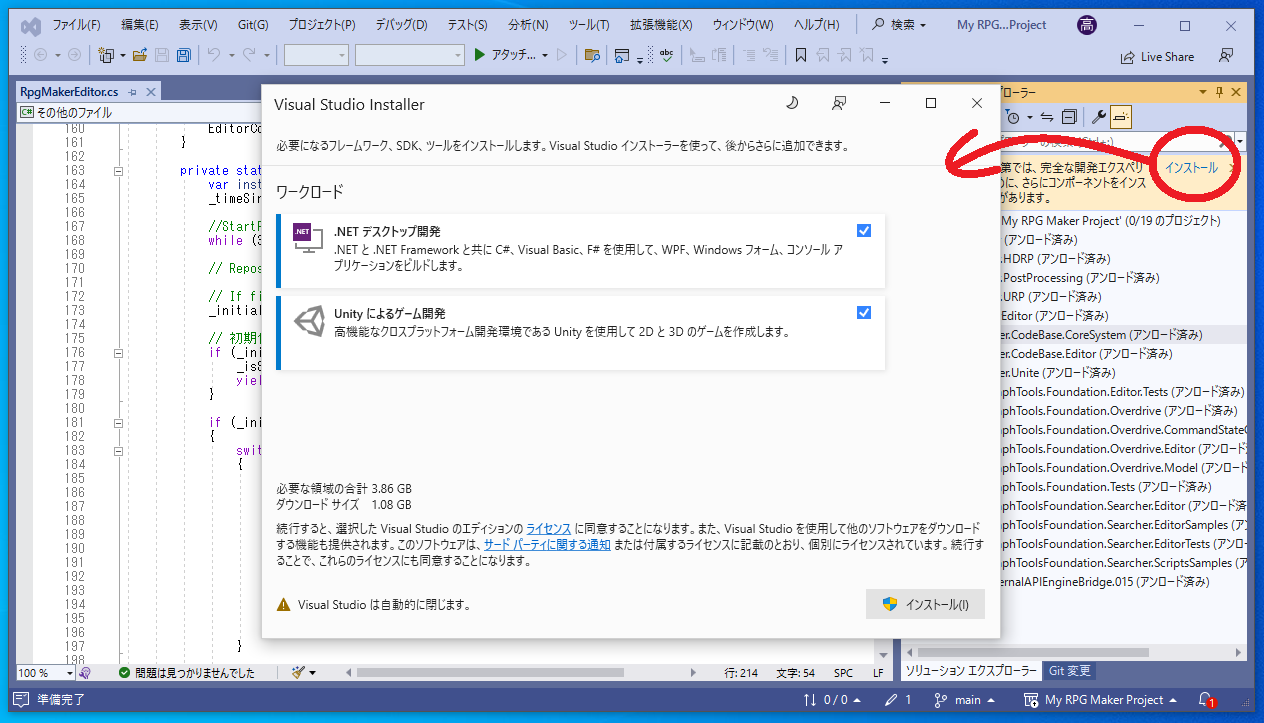 ファイル(F) 編集(E) 表示(V) Git(G) プロジェクト(P) デバッグ(D) テスト(S) 分析(N) ツール(T) 拡張機能(X) ウィンドウ(W) ヘルプ(H) 検索 My RPG...Project 高
アタッチ... Live Share
RpgMakerEditor.cs
C# その他のファイル
160 EditorCo
161 }
162
163 private stat
164 var inst
165 _timeSir
166
167 //StartF
168 while (3
169
170 // Repos
171
172 // If fi
173 _initial
174
175 // 初期化
176 if (_ini
177 _isS
178 yiel
179 }
180
181 if (_ini
182 {
183 swit
184 {
185
186
187
188
189
190
191
192
193
194
195
196
197 }
198
Visual Studio Installer
必要になるフレームワーク、SDK、ツールをインストールします。Visual Studio インストーラーを使って、後からさらに追加できます。
ワークロード
.NET
.NET デスクトップ開発
.NET と .NET Framework と共に C#、Visual Basic、F# を使用して、WPF、Windows フォーム、コンソール ア
プリケーションをビルドします。
Unity によるゲーム開発
高機能なクロスプラットフォーム開発環境である Unity を使用して 2D と 3D のゲームを作成します。
必要な領域の合計 3.86 GB
ダウンロード サイズ 1.08 GB
続行すると、選択した Visual Studio のエディションの ライセンス に同意することになります。また、Visual Studio を使用して他のソフトウェアをダウンロード
する機能も提供されます。このソフトウェアは、サード パーティに関する通知 または付属するライセンスに記載のとおり、個別にライセンスされています。続行す
ることで、これらのライセンスにも同意することになります。
Visual Studio は自動的に閉じます。
インストール(I)
ローラー
第では、完全な開発エクスペリ
めに、さらにコンポーネントをインス
があります。
インストール
My RPG Maker Project' (0/19 のプロジェクト)
(アンロード済み)
.HDRP (アンロード済み)
.PostProcessing (アンロード済み)
.URP (アンロード済み)
Editor (アンロード済み)
er.CodeBase.CoreSystem (アンロード済み)
er.CodeBase.Editor (アンロード済み)
er.Unite (アンロード済み)
phTools.Foundation.Editor.Tests (アンロード済み)
phTools.Foundation.Overdrive (アンロード済み)
phTools.Foundation.Overdrive.CommandState
phTools.Foundation.Overdrive.Editor (アンロード済み)
phTools.Foundation.Overdrive.Model (アンロード
phTools.Foundation.Tests (アンロード済み)
phToolsFoundation.Searcher.Editor (アンロード済
phToolsFoundation.Searcher.EditorSamples (ア
phToolsFoundation.Searcher.EditorTests (アンロ
phToolsFoundation.Searcher.ScriptsSamples (ア
ernalAPIEngineBridge.015 (アンロード済み)
100 % 問題は見つかりませんでした 行: 214 文字: 54 SPC LF
ソリューション エクスプローラー Git 変更
準備完了 0 / 0 1 main My RPG Maker Project 1